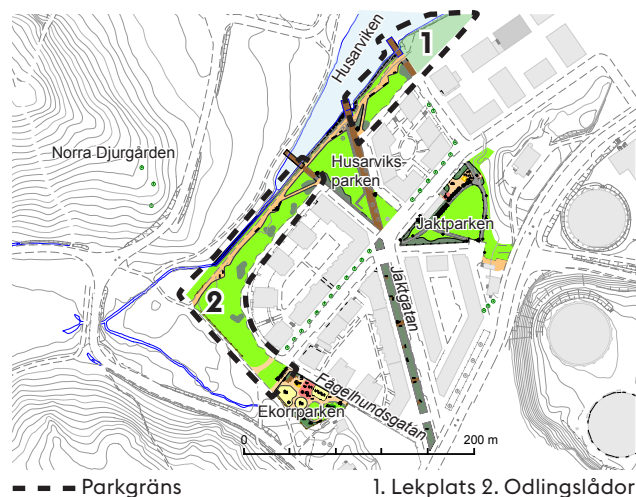 1
Husarviken
Norra Djurgården
Husarviks-
parken
Jaktparken
Jaktgatan
2
Fågelhundsgatan
Ekorrparken
0
200 m
Parkgräns
1. Lekplats 2. Odlingslådor